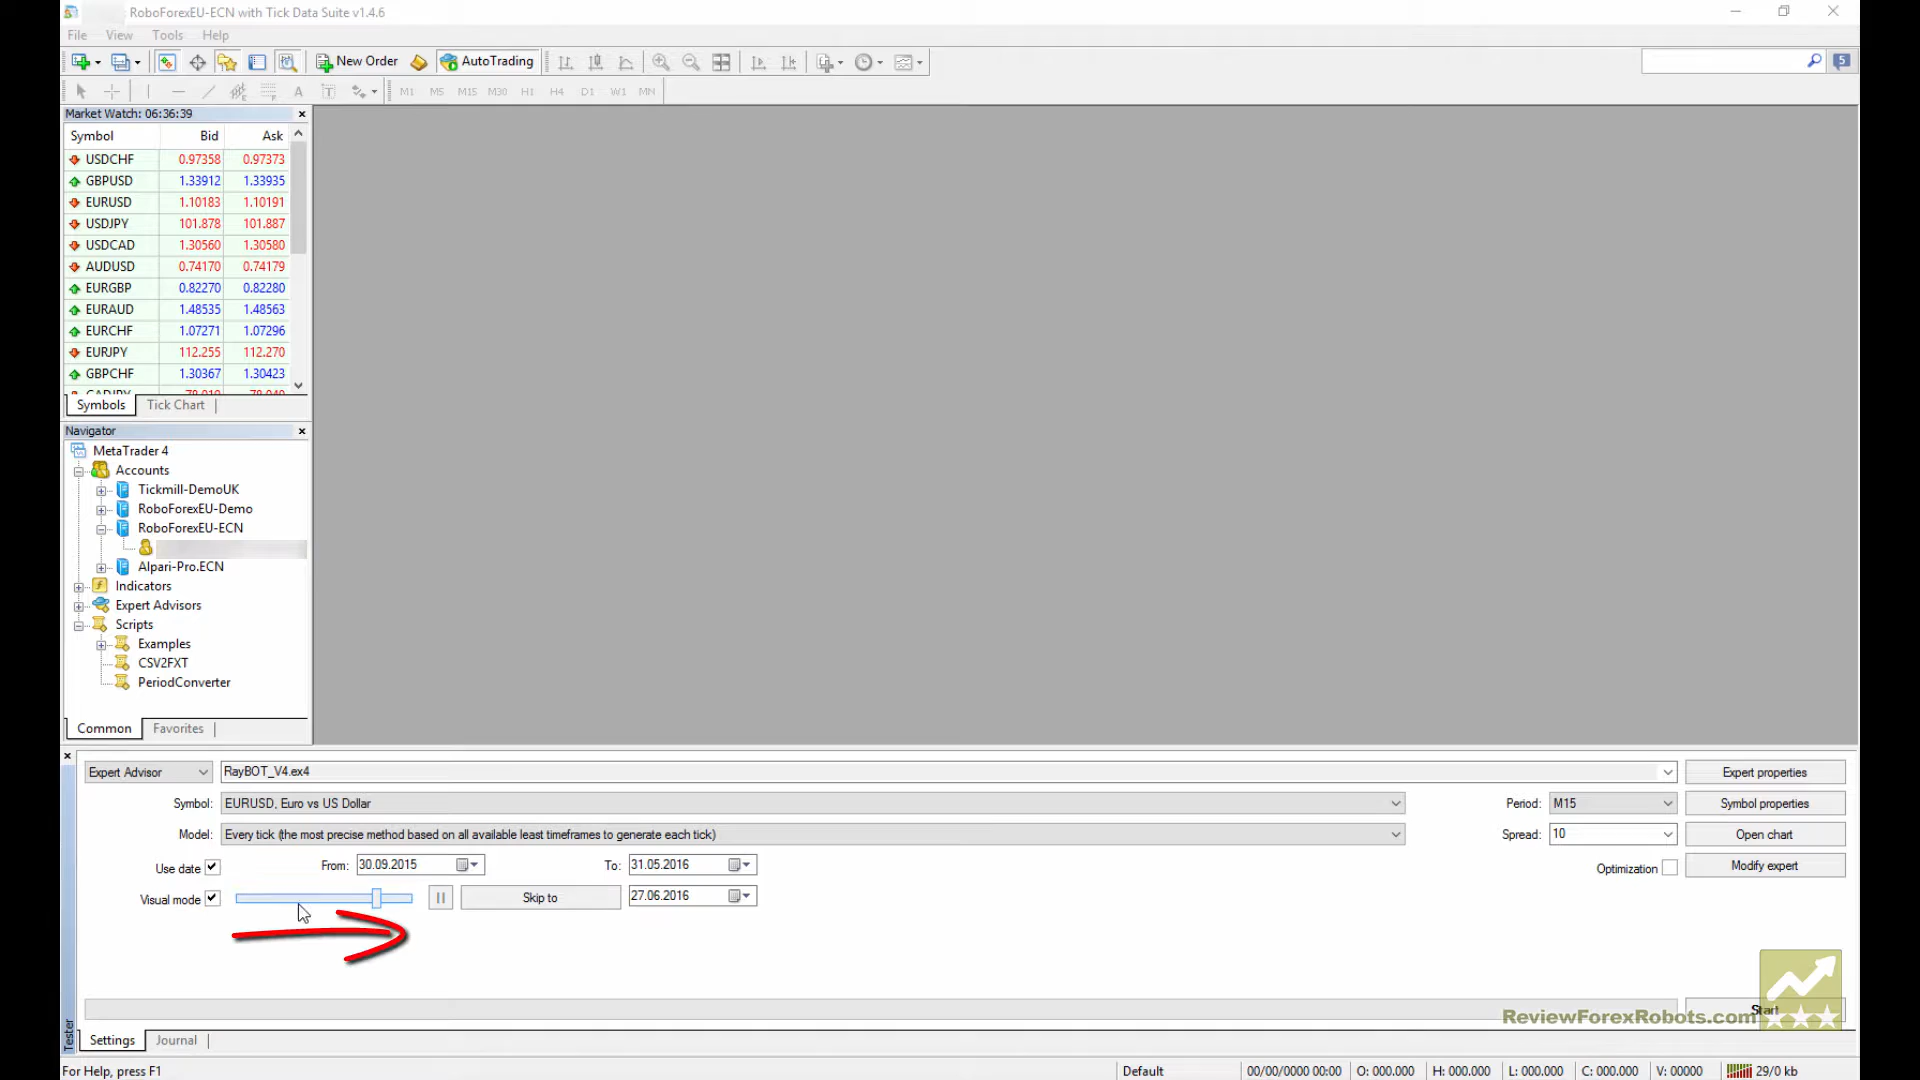 RoboForexEU-ECN with Tick Data Suite v1.4.6
File View Tools Help
New Order AutoTrading 5
A T M1 M5 M15 M30 H1 H4 D1 W1 MN
Market Watch: 06:36:39
Symbol Bid Ask
USDCHF 0.97358 0.97373
GBPUSD 1.33912 1.33935
EURUSD 1.10183 1.10191
USDJPY 101.878 101.887
USDCAD 1.30560 1.30580
AUDUSD 0.74170 0.74179
EURGBP 0.82270 0.82280
EURAUD 1.48535 1.48563
EURCHF 1.07271 1.07296
EURJPY 112.255 112.270
GBPCHF 1.30367 1.30423
Symbols Tick Chart
Navigator
MetaTrader 4
Accounts
Tickmill-DemoUK
RoboForexEU-Demo
RoboForexEU-ECN
Alpari-Pro.ECN
Indicators
Expert Advisors
Scripts
Examples
CSV2FXT
PeriodConverter
Common Favorites
Expert Advisor RayBOT_V4.ex4 Expert properties
Symbol: EURUSD, Euro vs US Dollar Period: M15 Symbol properties
Model: Every tick (the most precise method based on all available least timeframes to generate each tick) Spread: 10 Open chart
Use date From: 30.09.2015 To: 31.05.2016 Optimization Modify expert
Visual mode Skip to 27.06.2016
Start
ReviewForexRobots.com
Tester
Settings Journal
For Help, press F1 Default 00/00/0000 00:00 O: 000.000 H: 000.000 L: 000.000 C: 000.000 V: 00000 29/0 kb